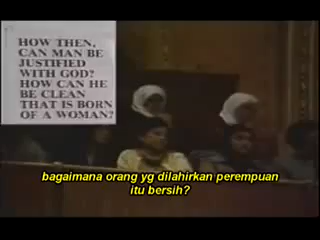 HOW THEN,
CAN MAN BE
JUSTIFIED
WITH GOD?
HOW CAN HE
BE CLEAN
THAT IS BORN
OF A WOMAN?
bagaimana orang yg dilahirkan perempuan
itu bersih?